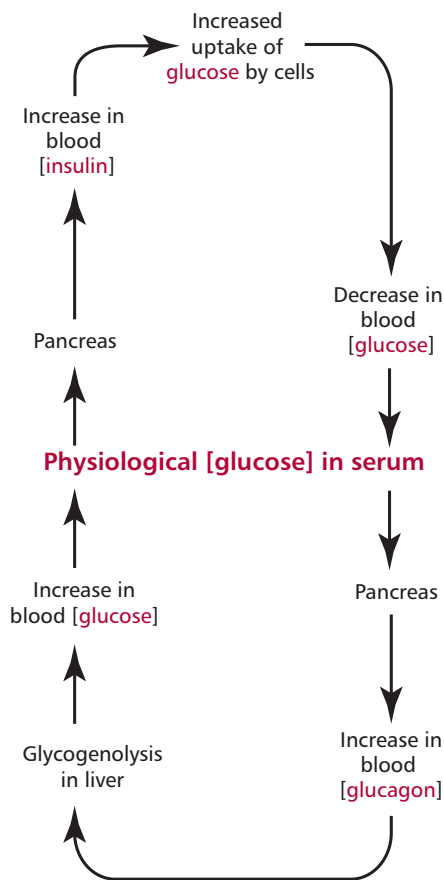 Increased
uptake of
glucose by cells
Increase in
blood
[insulin]
Decrease in
blood
[glucose]
Pancreas
Physiological [glucose] in serum
Increase in
blood [glucose]
Pancreas
Glycogenolysis
in liver
Increase in
blood
[glucagon]